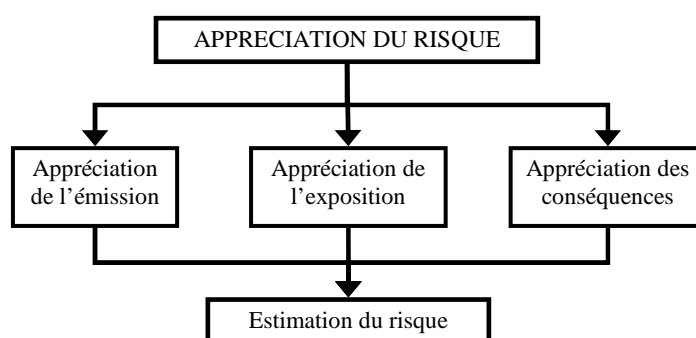 APPRECIATION DU RISQUE
Appréciation
de l’émission
Appréciation de
l’exposition
Appréciation des
conséquences
Estimation du risque